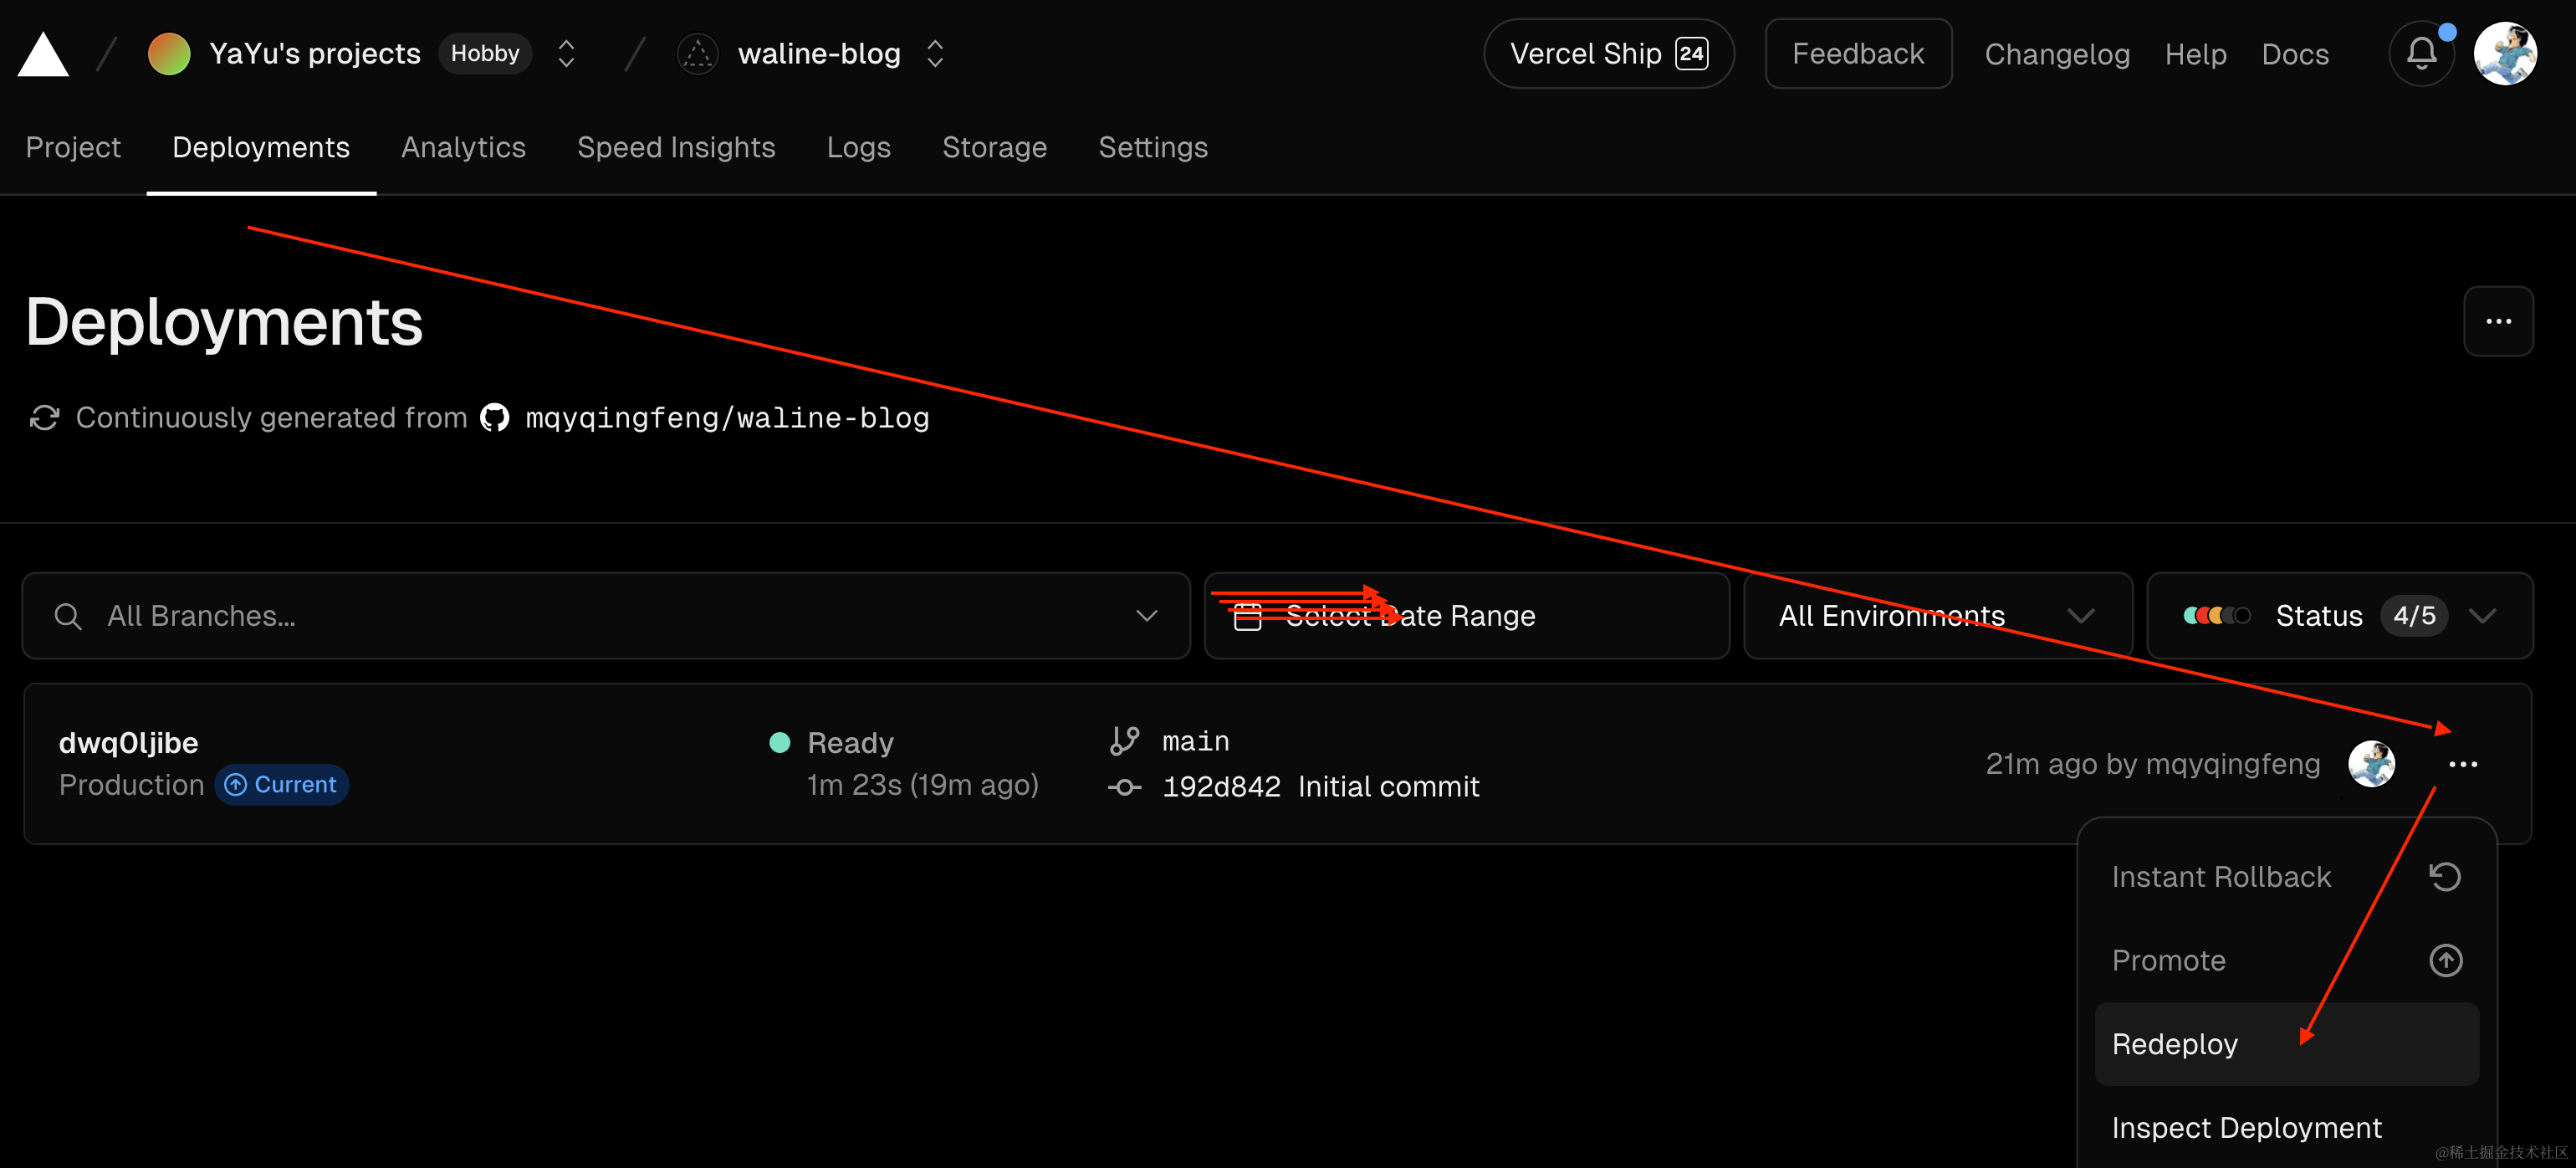 YaYu's projects Hobby waline-blog Vercel Ship 24 Feedback Changelog Help Docs
Project Deployments Analytics Speed Insights Logs Storage Settings
Deployments
Continuously generated from mqyqingfeng/waline-blog
All Branches... Select Date Range All Environments Status 4/5
dwq0ljibe Ready main
Production Current 1m 23s (19m ago) 192d842 Initial commit
21m ago by mqyqingfeng
Instant Rollback
Promote
Redeploy
Inspect Deployment
@稀土掘金技术社区